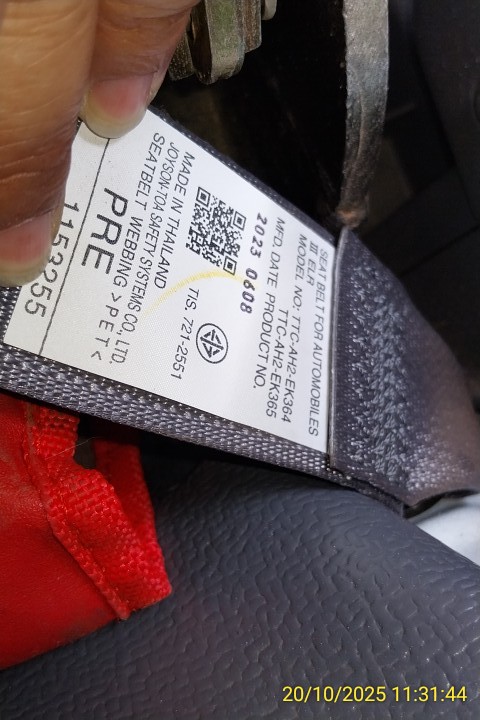 SEAT BELT FOR AUTOMOBILES
III ELR
MODEL NO: TTC-AH2-EK364
TTC-AH2-EK365
MFD. DATE PRODUCT NO.
2023 0608
TIS. 721-2551
MADE IN THAILAND
JOYSON-TOA SAFETY SYSTEMS CO., LTD.
SEATBELT WEBBING > P E T <
PRE
1153255
20/10/2025 11:31:44